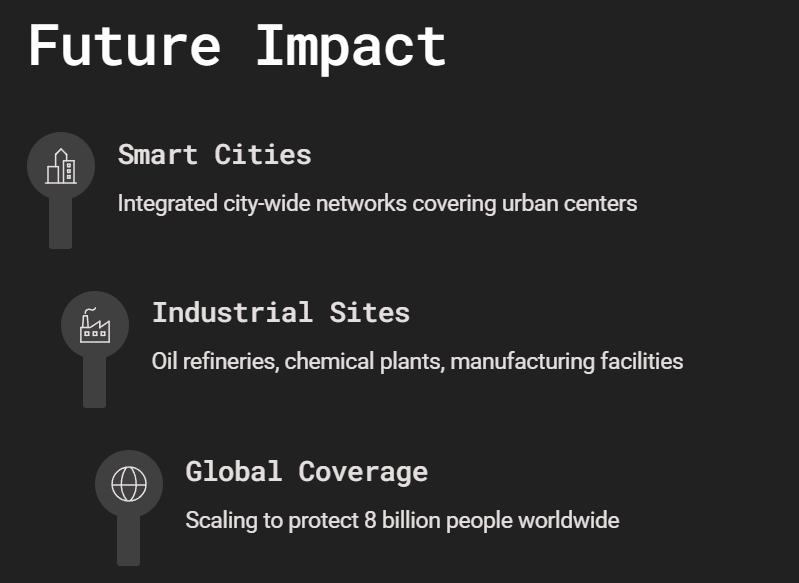 Future Impact
Smart Cities
Integrated city-wide networks covering urban centers
Industrial Sites
Oil refineries, chemical plants, manufacturing facilities
Global Coverage
Scaling to protect 8 billion people worldwide